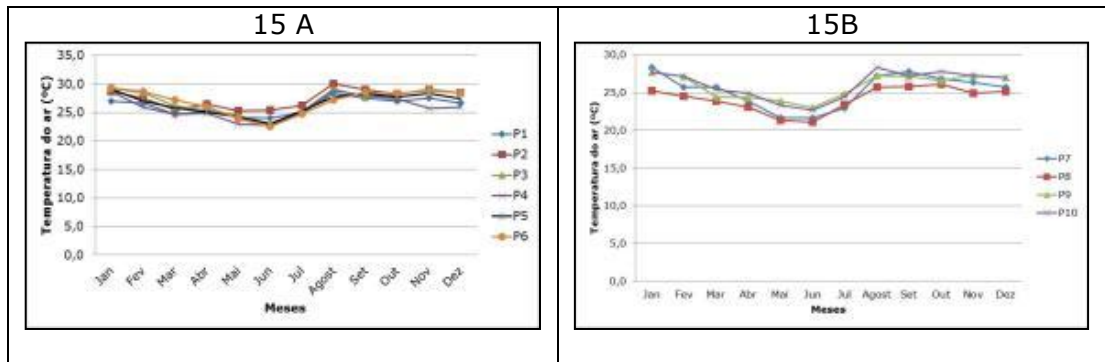 15 A
35,0
30,0
25,0
20,0
15,0
10,0
5,0
0,0
Temperatura do ar (ºC)
Jan Fev Mar Abr Mai Jun Jul Agost Set Out Nov Dez
Meses
P1
P2
P3
P4
P5
P6
15B
30,0
25,0
20,0
15,0
10,0
5,0
0,0
Temperatura do ar (ºC)
Jan Fev Mar Abr Mai Jun Jul Agost Set Out Nov Dez
Meses
P7
P8
P9
P10